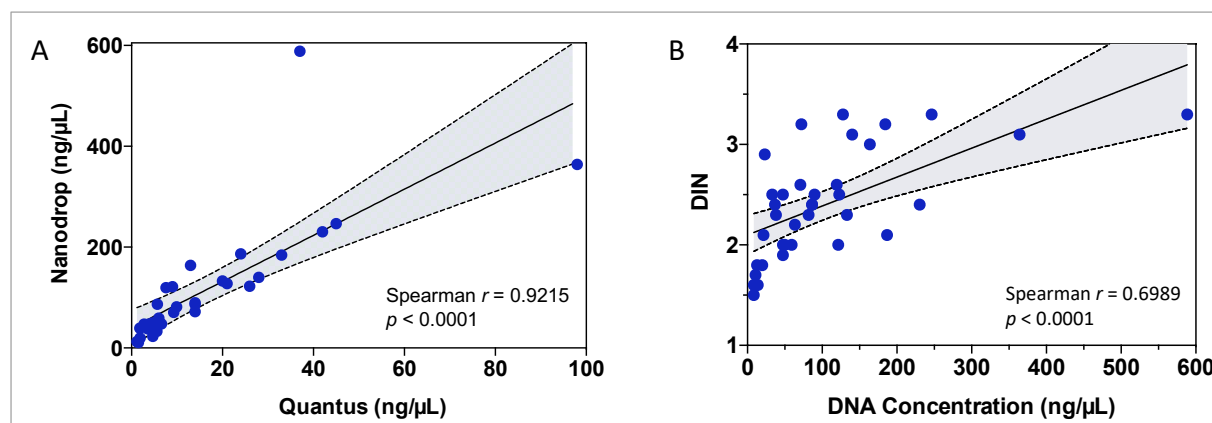 A
Nanodrop (ng/µL)
600
400
200
0
0
20
40
60
80
100
Quantus (ng/µL)
Spearman r = 0.9215
p < 0.0001
B
DIN
4
3
2
1
0
100
200
300
400
500
600
DNA Concentration (ng/µL)
Spearman r = 0.6989
p < 0.0001